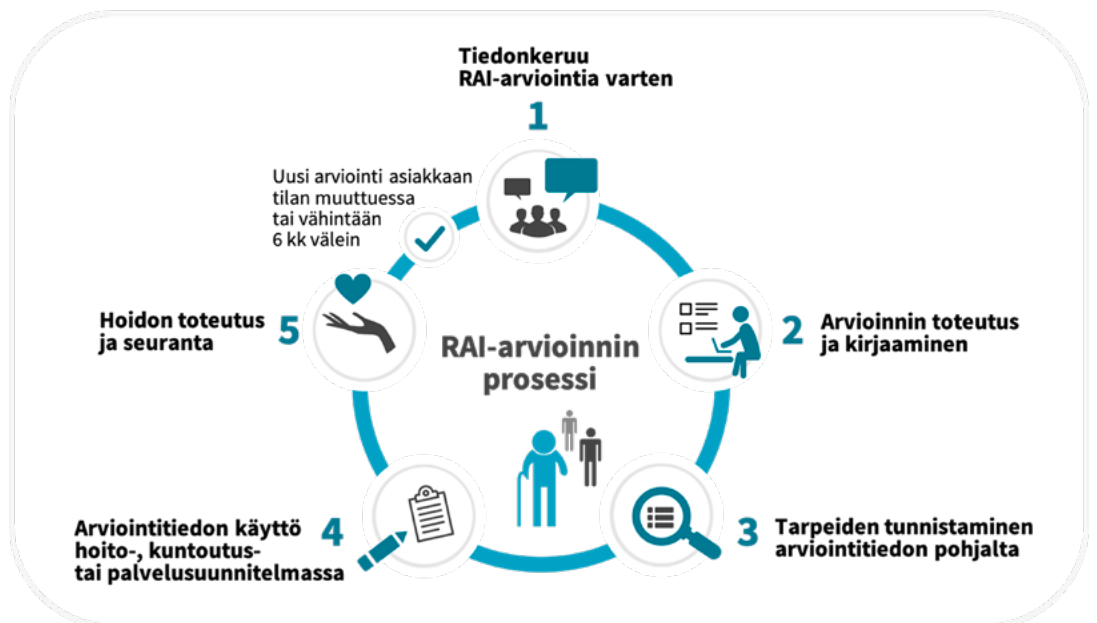 Tiedonkeruu
RAI-arviointia varten
1
Uusi arviointi asiakkaan
tilan muuttuessa
tai vähintään
6 kk välein
Hoidon toteutus
ja seuranta
5
RAI-arvioinnin
prosessi
2
Arvioinnin toteutus
ja kirjaaminen
Arviointitiedon käyttö
hoito-, kuntoutus-
tai palvelusuunnitelmassa
4
3
Tarpeiden tunnistaminen
arviointitiedon pohjalta